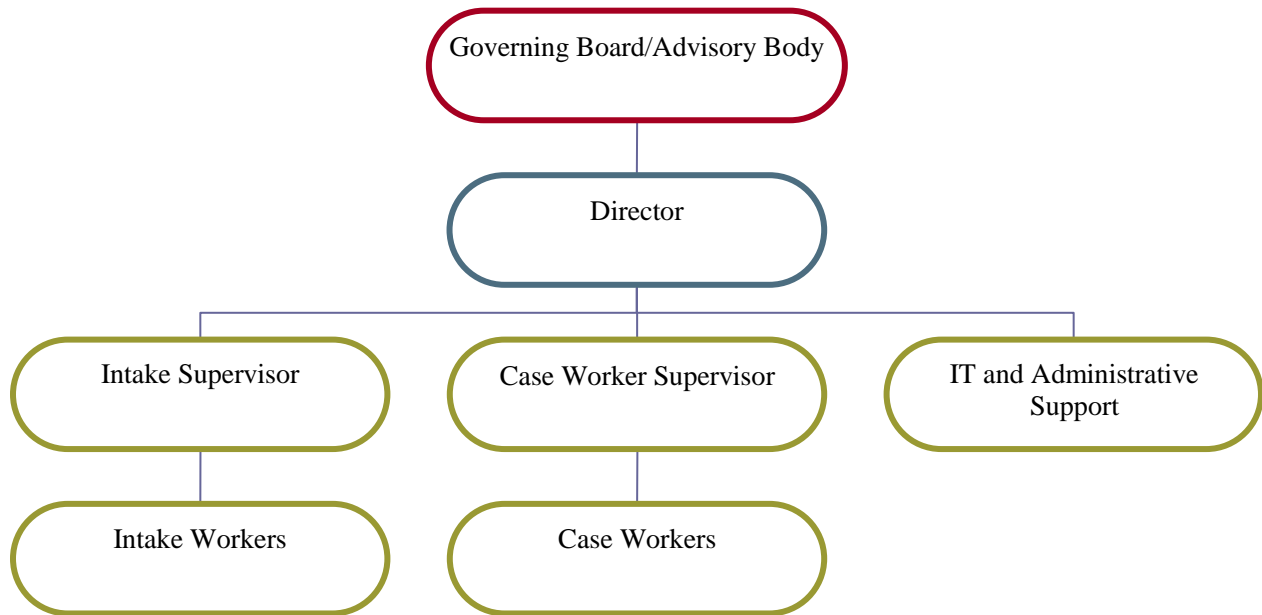 Governing Board/Advisory Body
Director
Intake Supervisor
Case Worker Supervisor
IT and Administrative
Support
Intake Workers
Case Workers